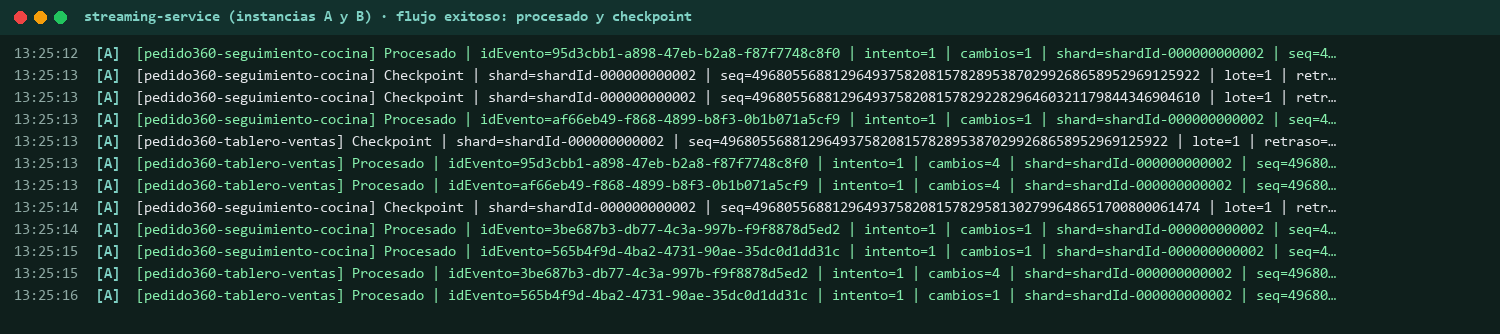 streaming-service (instancias A y B) · flujo exitoso: procesado y checkpoint
13:25:12 [A] [pedido360-seguimiento-cocina] Procesado | idEvento=95d3cbb1-a898-47eb-b2a8-f87f7748c8f0 | intento=1 | cambios=1 | shard=shardId-000000000002 | seq=4…
13:25:13 [A] [pedido360-seguimiento-cocina] Checkpoint | shard=shardId-000000000002 | seq=49680556881296493758208157828953870299268658952969125922 | lote=1 | retr…
13:25:13 [A] [pedido360-seguimiento-cocina] Checkpoint | shard=shardId-000000000002 | seq=49680556881296493758208157829228296460321179844346904610 | lote=1 | retr…
13:25:13 [A] [pedido360-seguimiento-cocina] Procesado | idEvento=af66eb49-f868-4899-b8f3-0b1b071a5cf9 | intento=1 | cambios=1 | shard=shardId-000000000002 | seq=4…
13:25:13 [A] [pedido360-tablero-ventas] Checkpoint | shard=shardId-000000000002 | seq=49680556881296493758208157828953870299268658952969125922 | lote=1 | retraso=…
13:25:13 [A] [pedido360-tablero-ventas] Procesado | idEvento=95d3cbb1-a898-47eb-b2a8-f87f7748c8f0 | intento=1 | cambios=4 | shard=shardId-000000000002 | seq=49680…
13:25:13 [A] [pedido360-tablero-ventas] Procesado | idEvento=af66eb49-f868-4899-b8f3-0b1b071a5cf9 | intento=1 | cambios=4 | shard=shardId-000000000002 | seq=49680…
13:25:14 [A] [pedido360-seguimiento-cocina] Checkpoint | shard=shardId-000000000002 | seq=49680556881296493758208157829581302799648651700800061474 | lote=1 | retr…
13:25:14 [A] [pedido360-seguimiento-cocina] Procesado | idEvento=3be687b3-db77-4c3a-997b-f9f8878d5ed2 | intento=1 | cambios=1 | shard=shardId-000000000002 | seq=4…
13:25:15 [A] [pedido360-seguimiento-cocina] Procesado | idEvento=565b4f9d-4ba2-4731-90ae-35dc0d1dd31c | intento=1 | cambios=1 | shard=shardId-000000000002 | seq=4…
13:25:15 [A] [pedido360-tablero-ventas] Procesado | idEvento=3be687b3-db77-4c3a-997b-f9f8878d5ed2 | intento=1 | cambios=4 | shard=shardId-000000000002 | seq=49680…
13:25:16 [A] [pedido360-tablero-ventas] Procesado | idEvento=565b4f9d-4ba2-4731-90ae-35dc0d1dd31c | intento=1 | cambios=1 | shard=shardId-000000000002 | seq=49680…